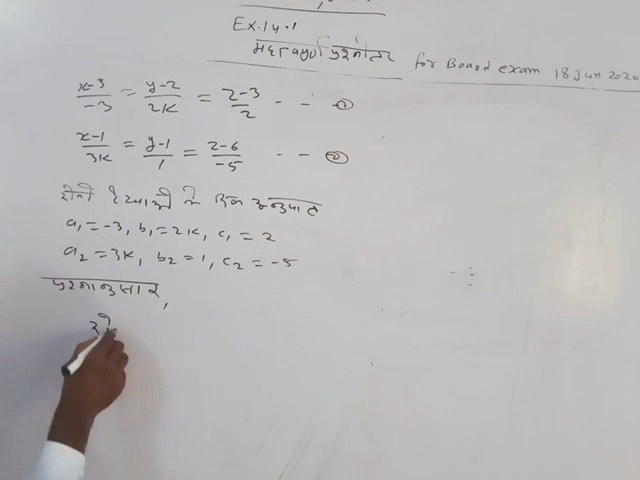 Ex.14.1
महत्वपूर्ण प्रश्नोत्तर for Board exam 18 Jun 2020
x-3/-3 = y-2/2k = z-3/2 - - ①
x-1/3k = y-1/1 = z-6/-5 - - ②
दोनो रेखाओं के दिक अनुपात
a₁ = -3, b₁ = 2k, c₁ = 2
a₂ = 3k, b₂ = 1, c₂ = -5
प्रश्नानुसार,